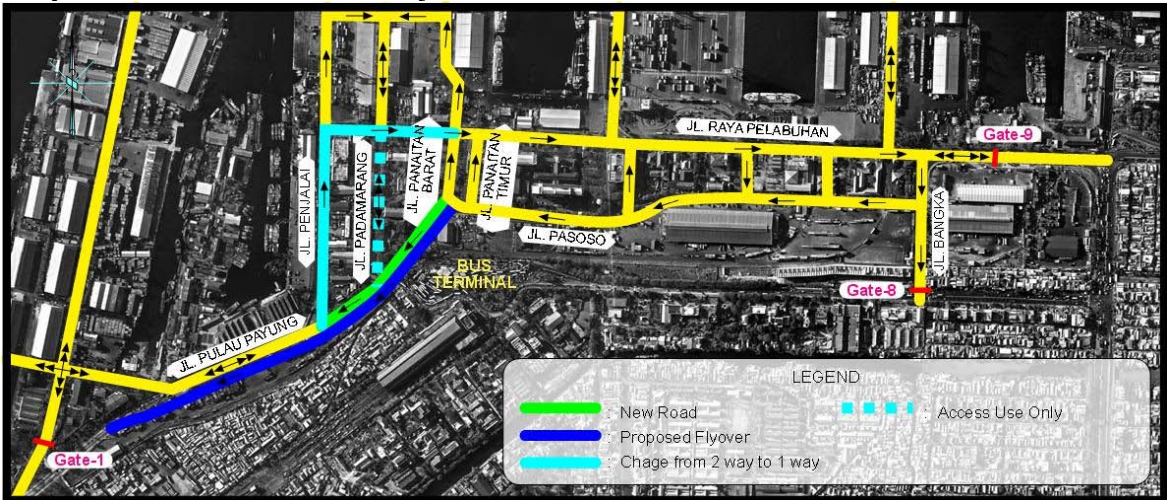 JL. RAYA PELABUHAN
Gate-9
JL. PENJALAI
JL. PADAMARANG
JL. PANAITAN
BARAT
JL. PANAITAN
TIMUR
JL. PASOSO
JL. BANGKA
BUS
TERMINAL
Gate-8
JL. PULAU PAYUNG
Gate-1
LEGEND
: New Road
: Access Use Only
: Proposed Flyover
: Chage from 2 way to 1 way